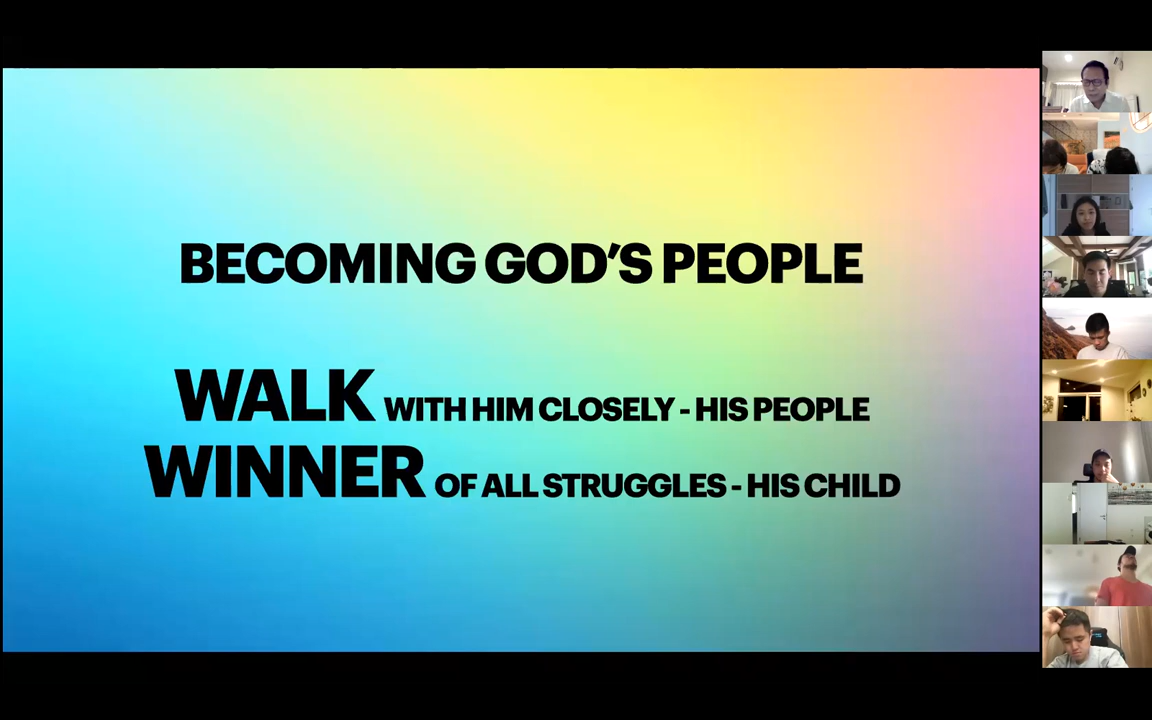 BECOMING GOD'S PEOPLE
WALK WITH HIM CLOSELY - HIS PEOPLE
WINNER OF ALL STRUGGLES - HIS CHILD